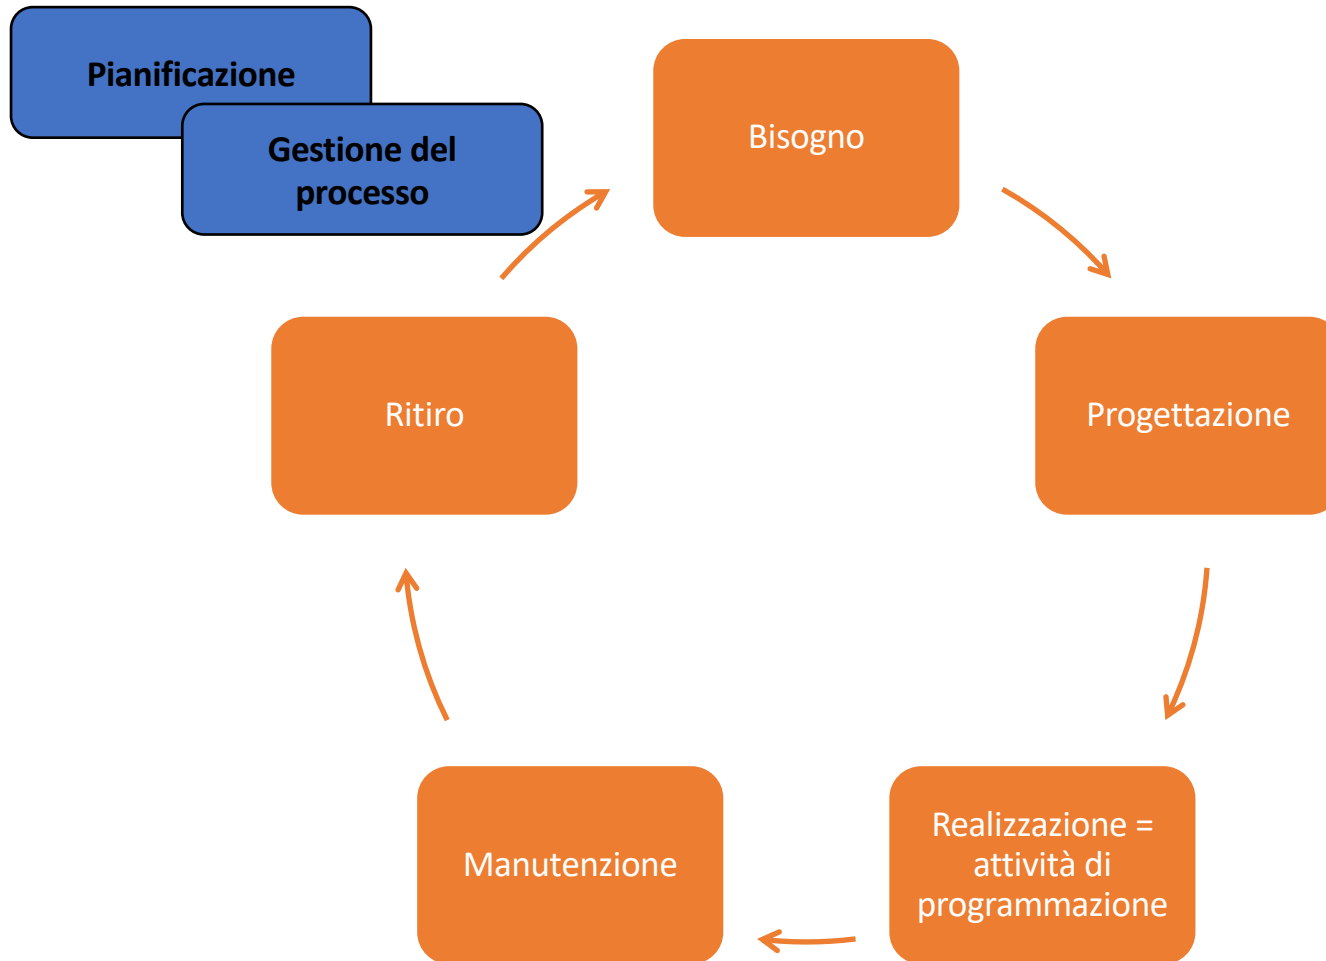 Pianificazione
Gestione del
processo
Bisogno
Progettazione
Realizzazione =
attività di
programmazione
Manutenzione
Ritiro